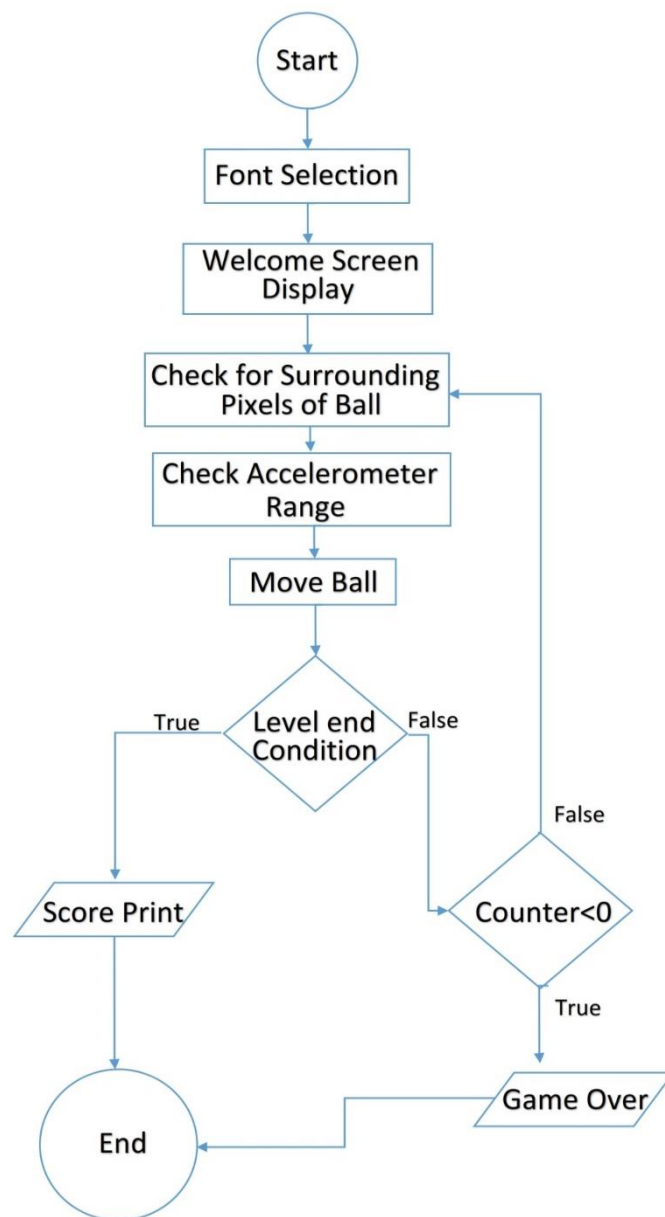 Start
Font Selection
Welcome Screen
Display
Check for Surrounding
Pixels of Ball
Check Accelerometer
Range
Move Ball
Level end
Condition
True
False
False
Score Print
Counter<0
True
Game Over
End